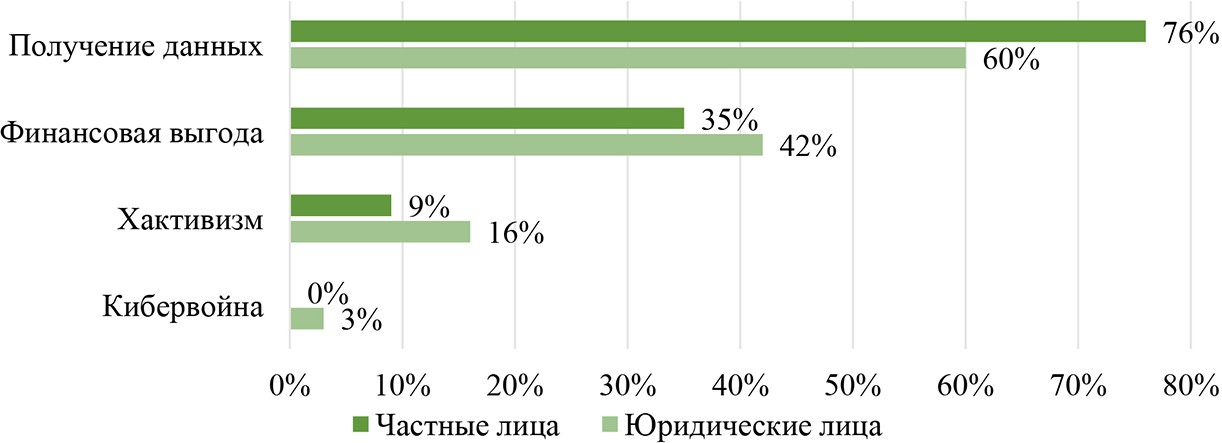 Получение данных
76%
60%
Финансовая выгода
35%
42%
Хактивизм
9%
16%
Кибервойна
0%
3%
0% 10% 20% 30% 40% 50% 60% 70% 80%
Частные лица Юридические лица